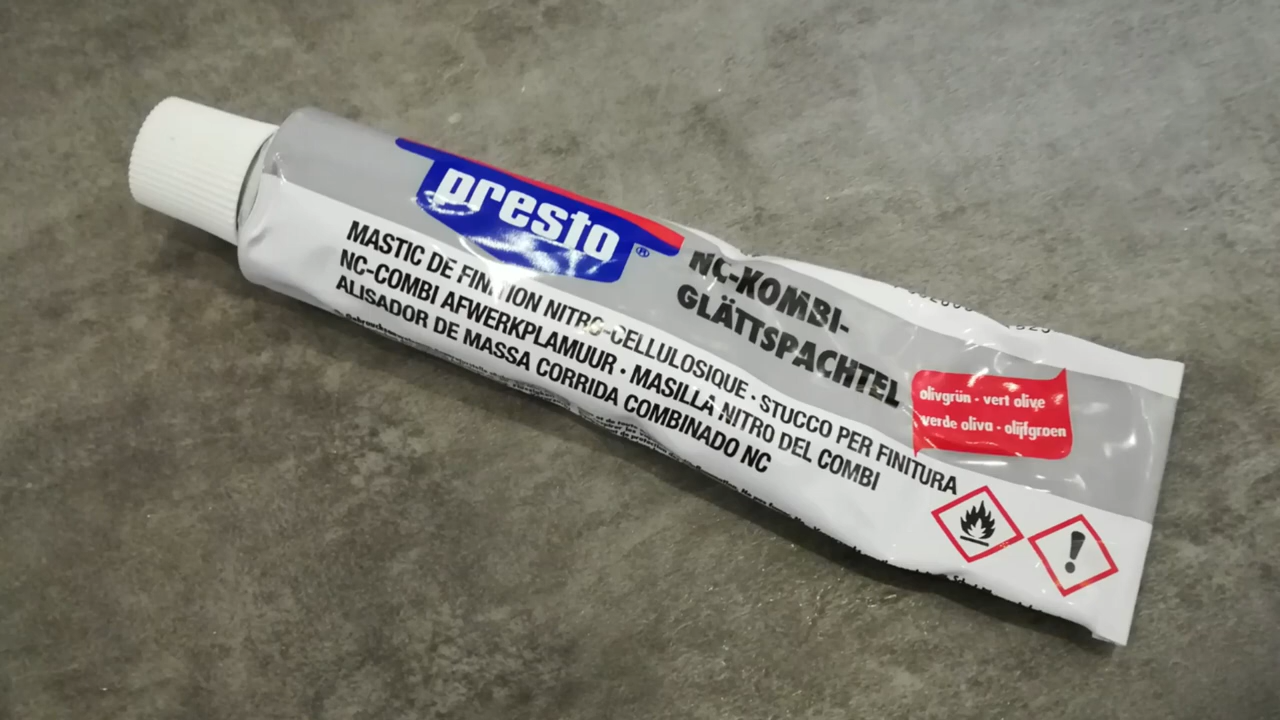 presto®
NC-KOMBI-
GLÄTTSPACHTEL
olivgrün · vert olive
verde oliva · olijfgroen
MASTIC DE FINITION NITRO-CELLULOSIQUE · STUCCO PER FINITURA
NC-COMBI AFWERKPLAMUUR · MASILLA NITRO DEL COMBI
ALISADOR DE MASSA CORRIDA COMBINADO NC